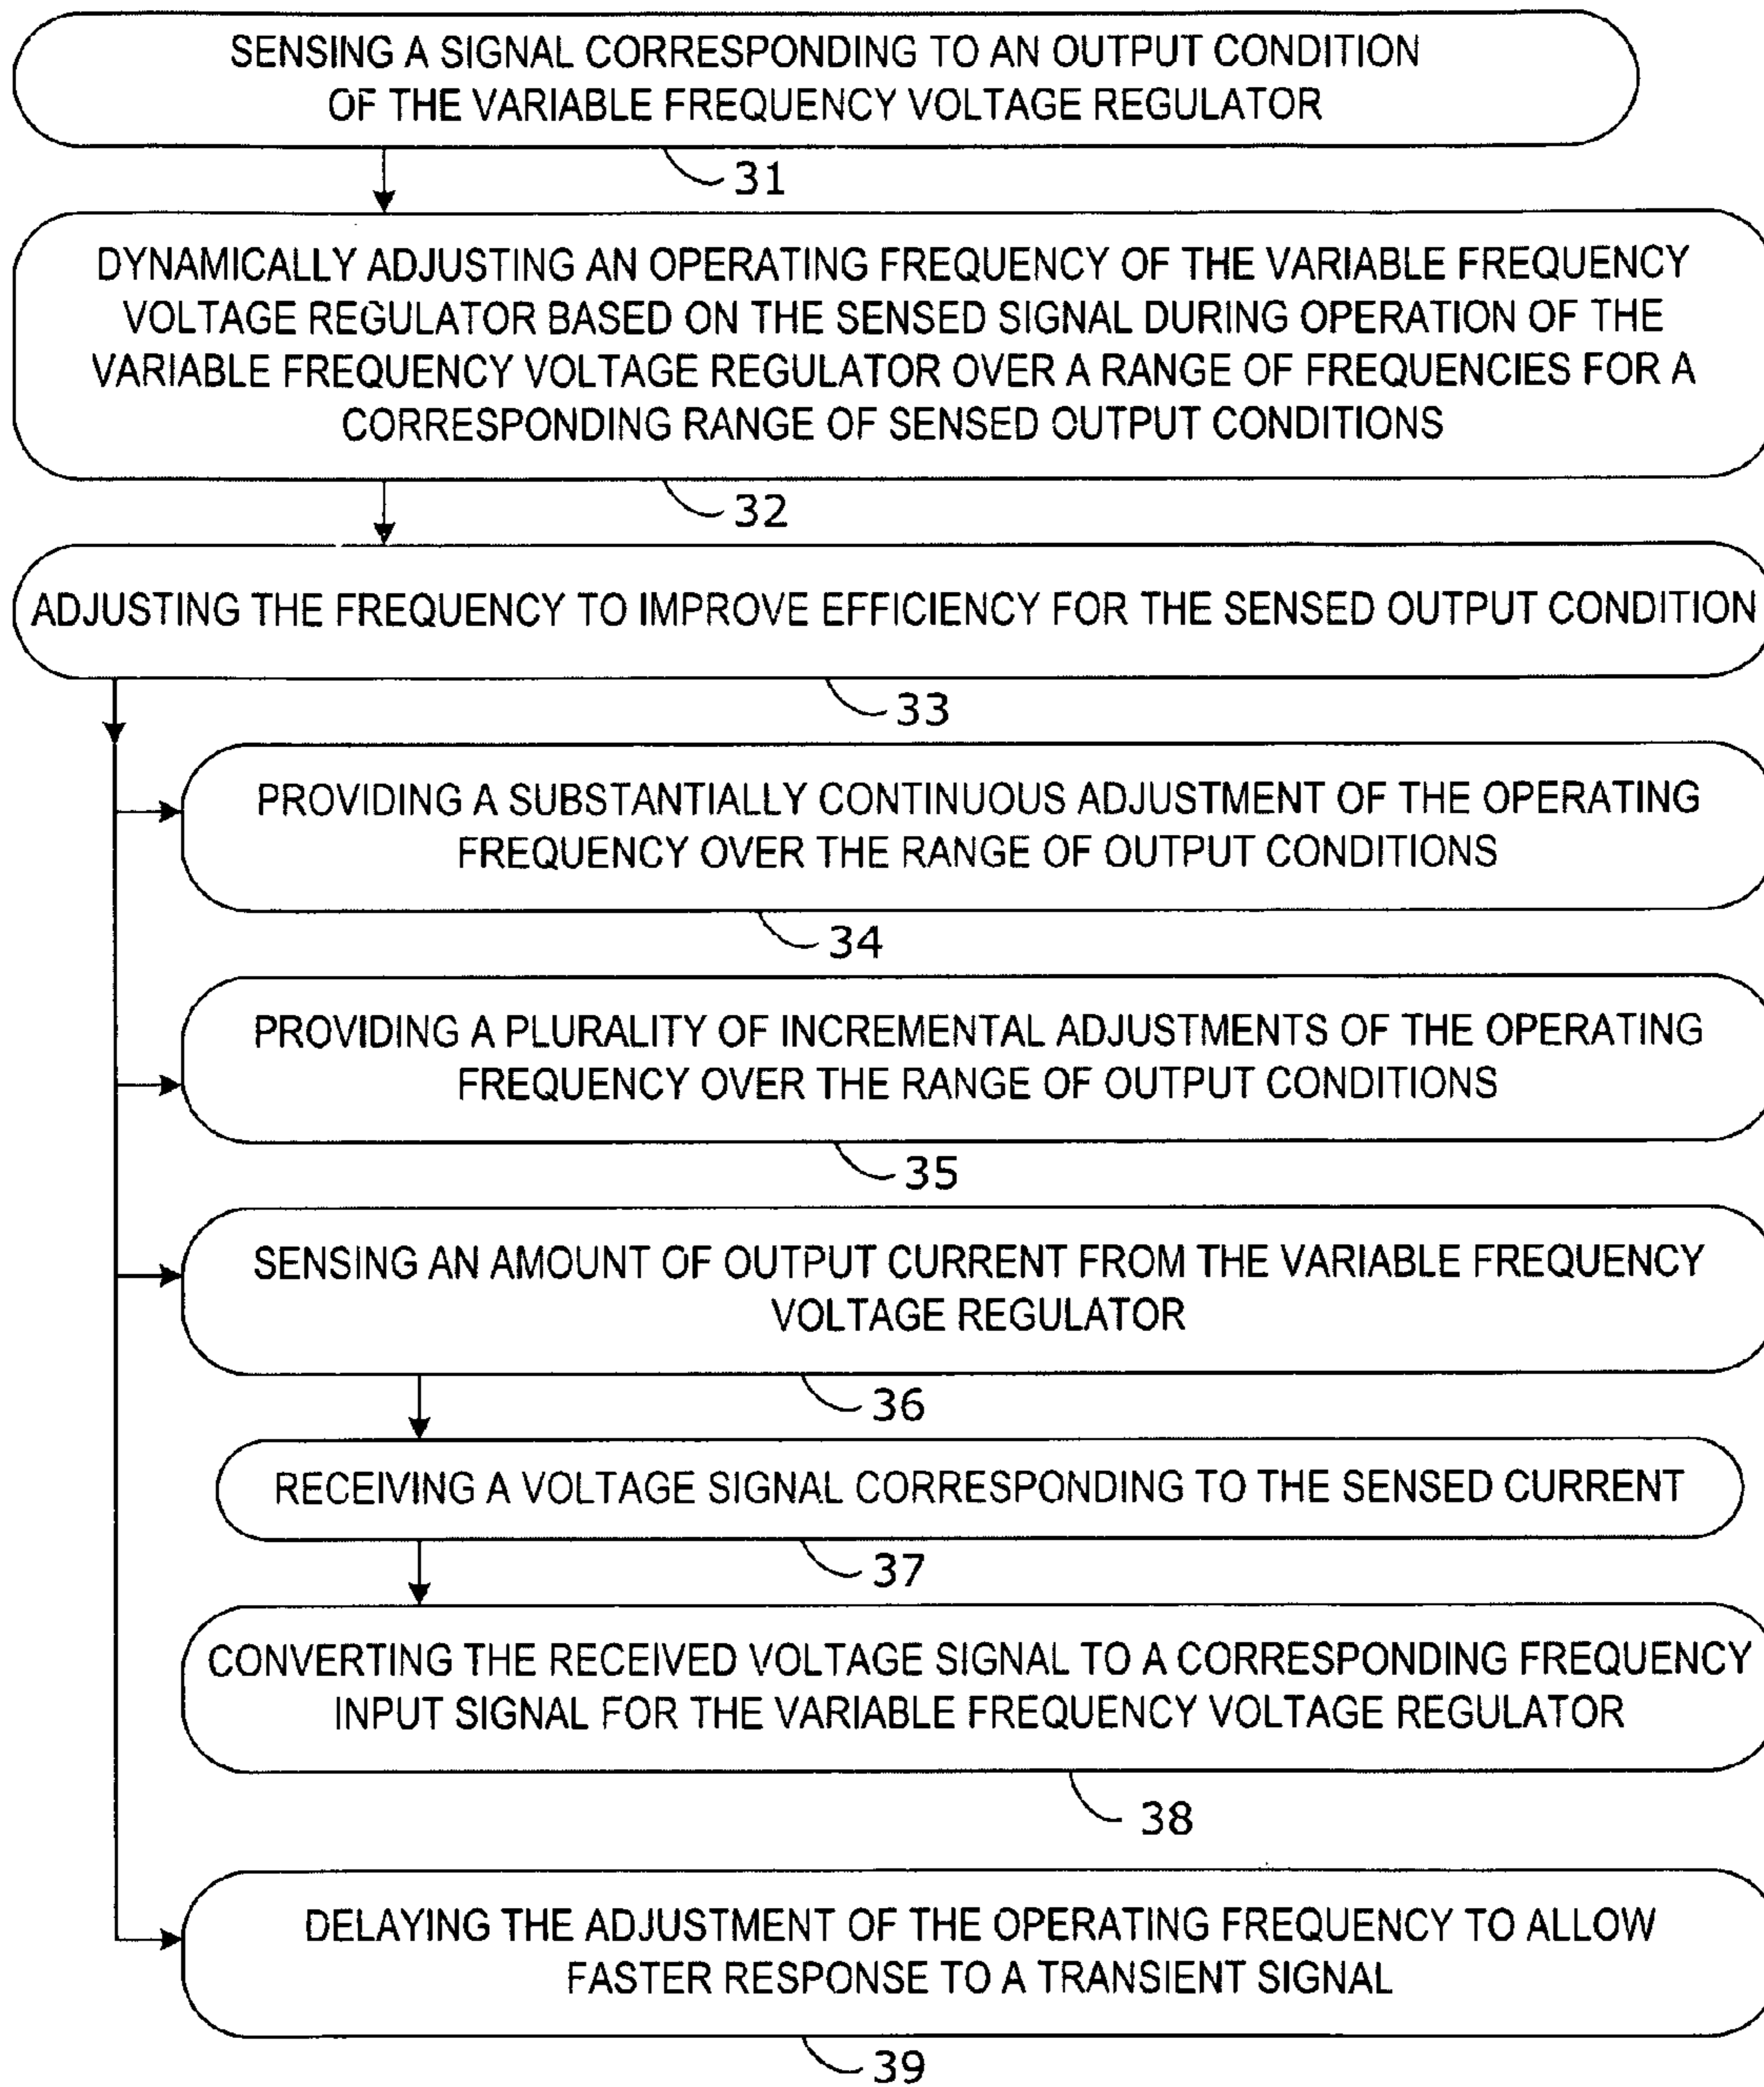 SENSING A SIGNAL CORRESPONDING TO AN OUTPUT CONDITION
OF THE VARIABLE FREQUENCY VOLTAGE REGULATOR
31
DYNAMICALLY ADJUSTING AN OPERATING FREQUENCY OF THE VARIABLE FREQUENCY
VOLTAGE REGULATOR BASED ON THE SENSED SIGNAL DURING OPERATION OF THE
VARIABLE FREQUENCY VOLTAGE REGULATOR OVER A RANGE OF FREQUENCIES FOR A
CORRESPONDING RANGE OF SENSED OUTPUT CONDITIONS
32
ADJUSTING THE FREQUENCY TO IMPROVE EFFICIENCY FOR THE SENSED OUTPUT CONDITION
33
PROVIDING A SUBSTANTIALLY CONTINUOUS ADJUSTMENT OF THE OPERATING
FREQUENCY OVER THE RANGE OF OUTPUT CONDITIONS
34
PROVIDING A PLURALITY OF INCREMENTAL ADJUSTMENTS OF THE OPERATING
FREQUENCY OVER THE RANGE OF OUTPUT CONDITIONS
35
SENSING AN AMOUNT OF OUTPUT CURRENT FROM THE VARIABLE FREQUENCY
VOLTAGE REGULATOR
36
RECEIVING A VOLTAGE SIGNAL CORRESPONDING TO THE SENSED CURRENT
37
CONVERTING THE RECEIVED VOLTAGE SIGNAL TO A CORRESPONDING FREQUENCY
INPUT SIGNAL FOR THE VARIABLE FREQUENCY VOLTAGE REGULATOR
38
DELAYING THE ADJUSTMENT OF THE OPERATING FREQUENCY TO ALLOW
FASTER RESPONSE TO A TRANSIENT SIGNAL
39